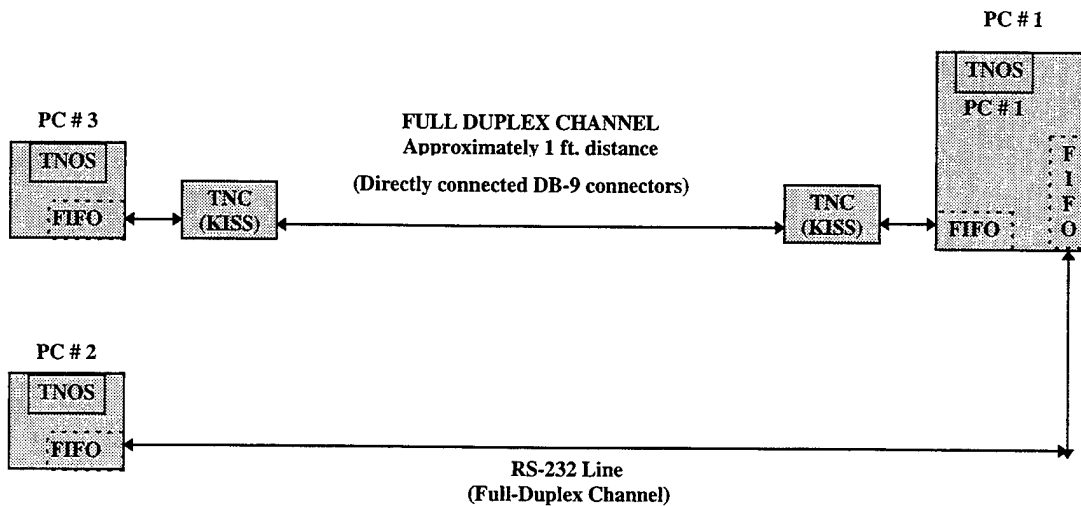 PC # 1
TNOS
PC # 1
F
I
F
O
FIFO
PC # 3
TNOS
FIFO
TNC
(KISS)
FULL DUPLEX CHANNEL
Approximately 1 ft. distance
(Directly connected DB-9 connectors)
TNC
(KISS)
PC # 2
TNOS
FIFO
RS-232 Line
(Full-Duplex Channel)